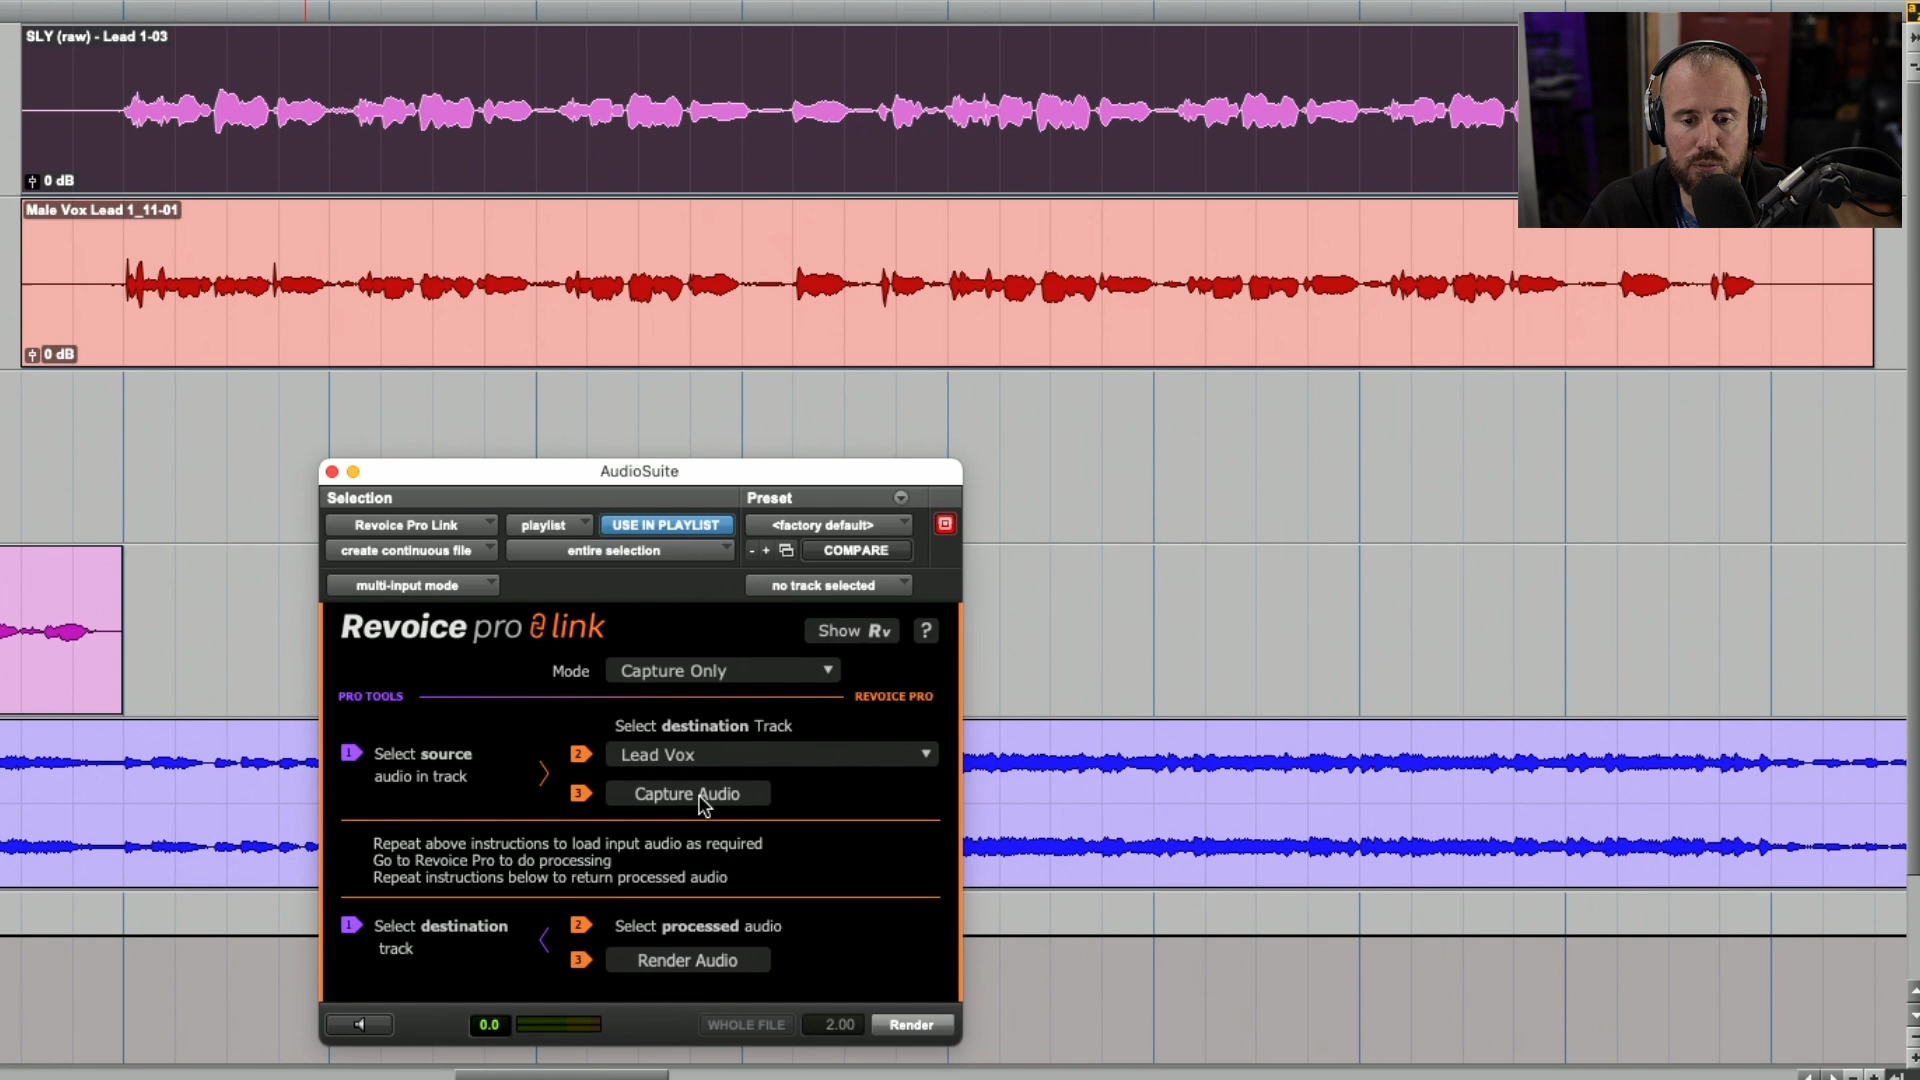 SLY (raw) - Lead 1-03
0 dB
Male Vox Lead 1_11-01
0 dB
AudioSuite
Selection
Preset
Revoice Pro Link
playlist
USE IN PLAYLIST
<factory default>
create continuous file
entire selection
- +
COMPARE
multi-input mode
no track selected
Revoice pro link
Show Rv
?
Mode
Capture Only
PRO TOOLS
REVOICE PRO
Select destination Track
1
Select source
audio in track
2
Lead Vox
3
Capture Audio
Repeat above instructions to load input audio as required
Go to Revoice Pro to do processing
Repeat instructions below to return processed audio
1
Select destination
track
2
Select processed audio
3
Render Audio
0.0
WHOLE FILE
2.00
Render